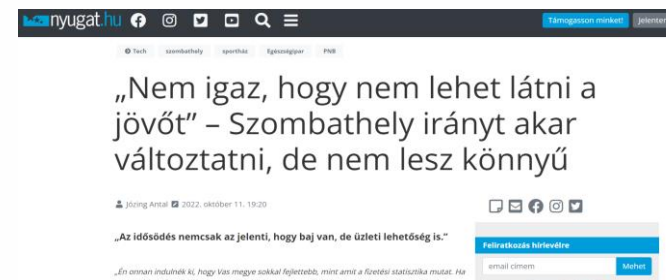 nyugat.hu
Támogasson minket!
Tech szombathely sportház Egészségipar PNB
„Nem igaz, hogy nem lehet látni a
jövőt” – Szombathely irányt akar
változtatni, de nem lesz könnyű
Józing Antal 2022. október 11. 19:20
„Az idősödés nemcsak az jelenti, hogy baj van, de üzleti lehetőség is.”
Feliratkozás hírlevélre
email címem Mehet
„Én onnan indulnék ki, hogy Vas megye sokkal fejlettebb, mint amit a fizetési statisztika mutat. Ha